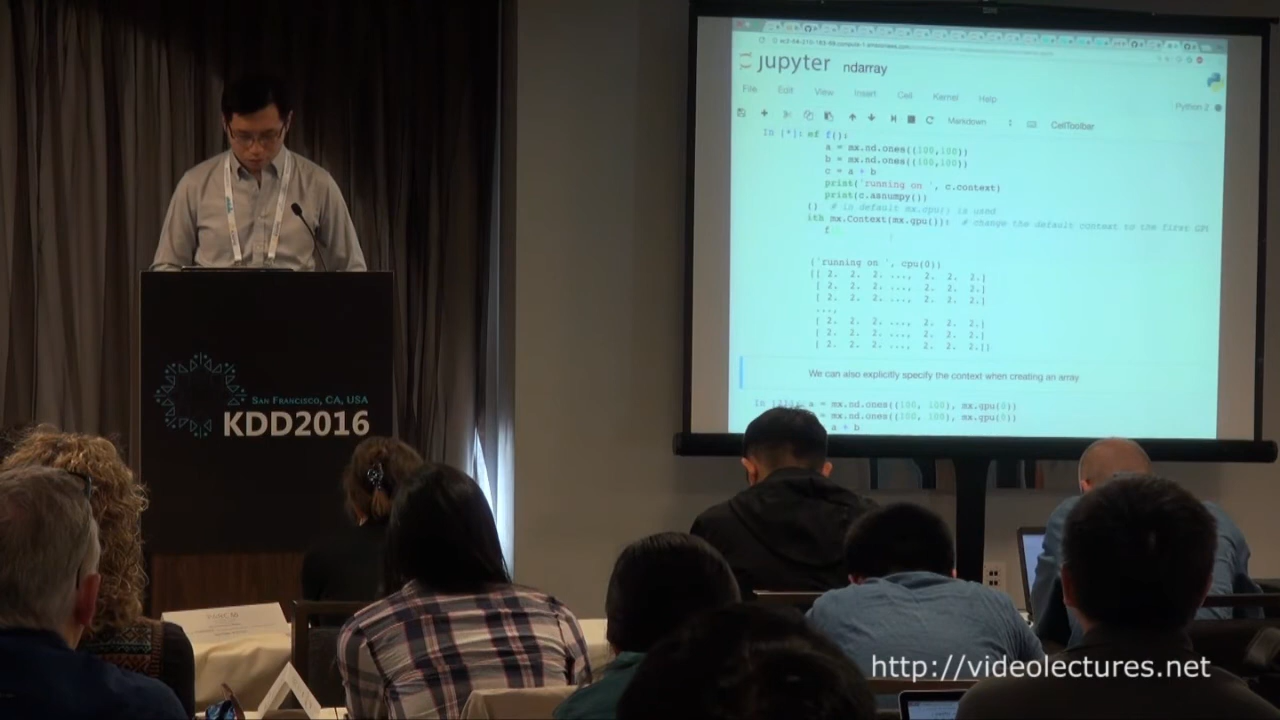 jupyter ndarray
File Edit View Insert Cell Kernel Help
Python 2
Markdown CellToolbar
In [*]: ef f():
a = mx.nd.ones((100,100))
b = mx.nd.ones((100,100))
c = a + b
print('running on ', c.context)
print(c.asnumpy())
() # in default mx.cpu() is used
ith mx.Context(mx.gpu()): # change the default context to the first GP
f
('running on ', cpu(0))
[[ 2. 2. 2. ..., 2. 2. 2.]
[ 2. 2. 2. ..., 2. 2. 2.]
[ 2. 2. 2. ..., 2. 2. 2.]
...,
[ 2. 2. 2. ..., 2. 2. 2.]
[ 2. 2. 2. ..., 2. 2. 2.]
[ 2. 2. 2. ..., 2. 2. 2.]]
We can also explicitly specify the context when creating an array
a = mx.nd.ones((100, 100), mx.gpu(0))
= mx.nd.ones((100, 100), mx.gpu(0))
a + b
SAN FRANCISCO, CA, USA
KDD2016
http://videolectures.net